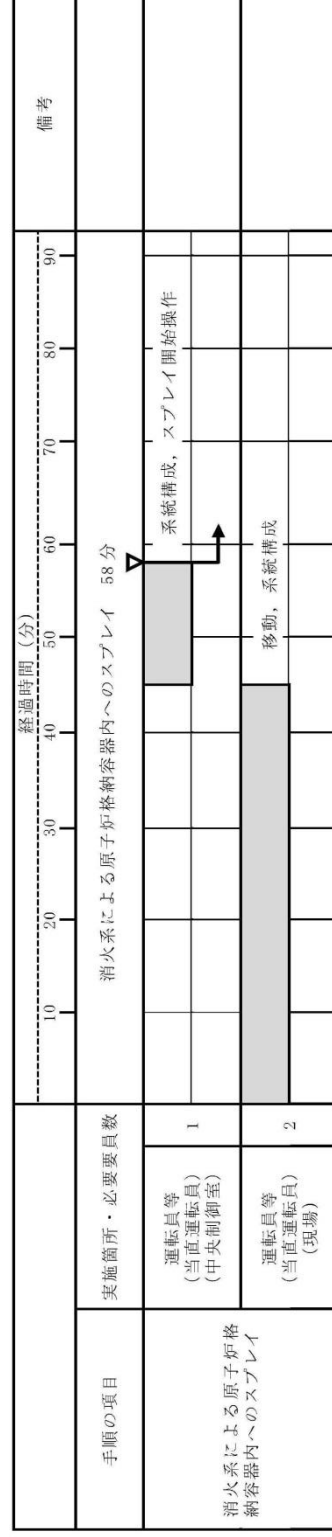 経過時間（分）
備考
10 20 30 40 50 60 70 80 90
手順の項目
実施箇所・必要要員数
消火系による原子炉格納容器内へのスプレイ 58分
消火系による原子炉格
納容器内へのスプレイ
運転員等
(当直運転員)
(中央制御室)
1
系統構成，スプレイ開始操作
運転員等
(当直運転員)
(現場)
2
移動，系統構成